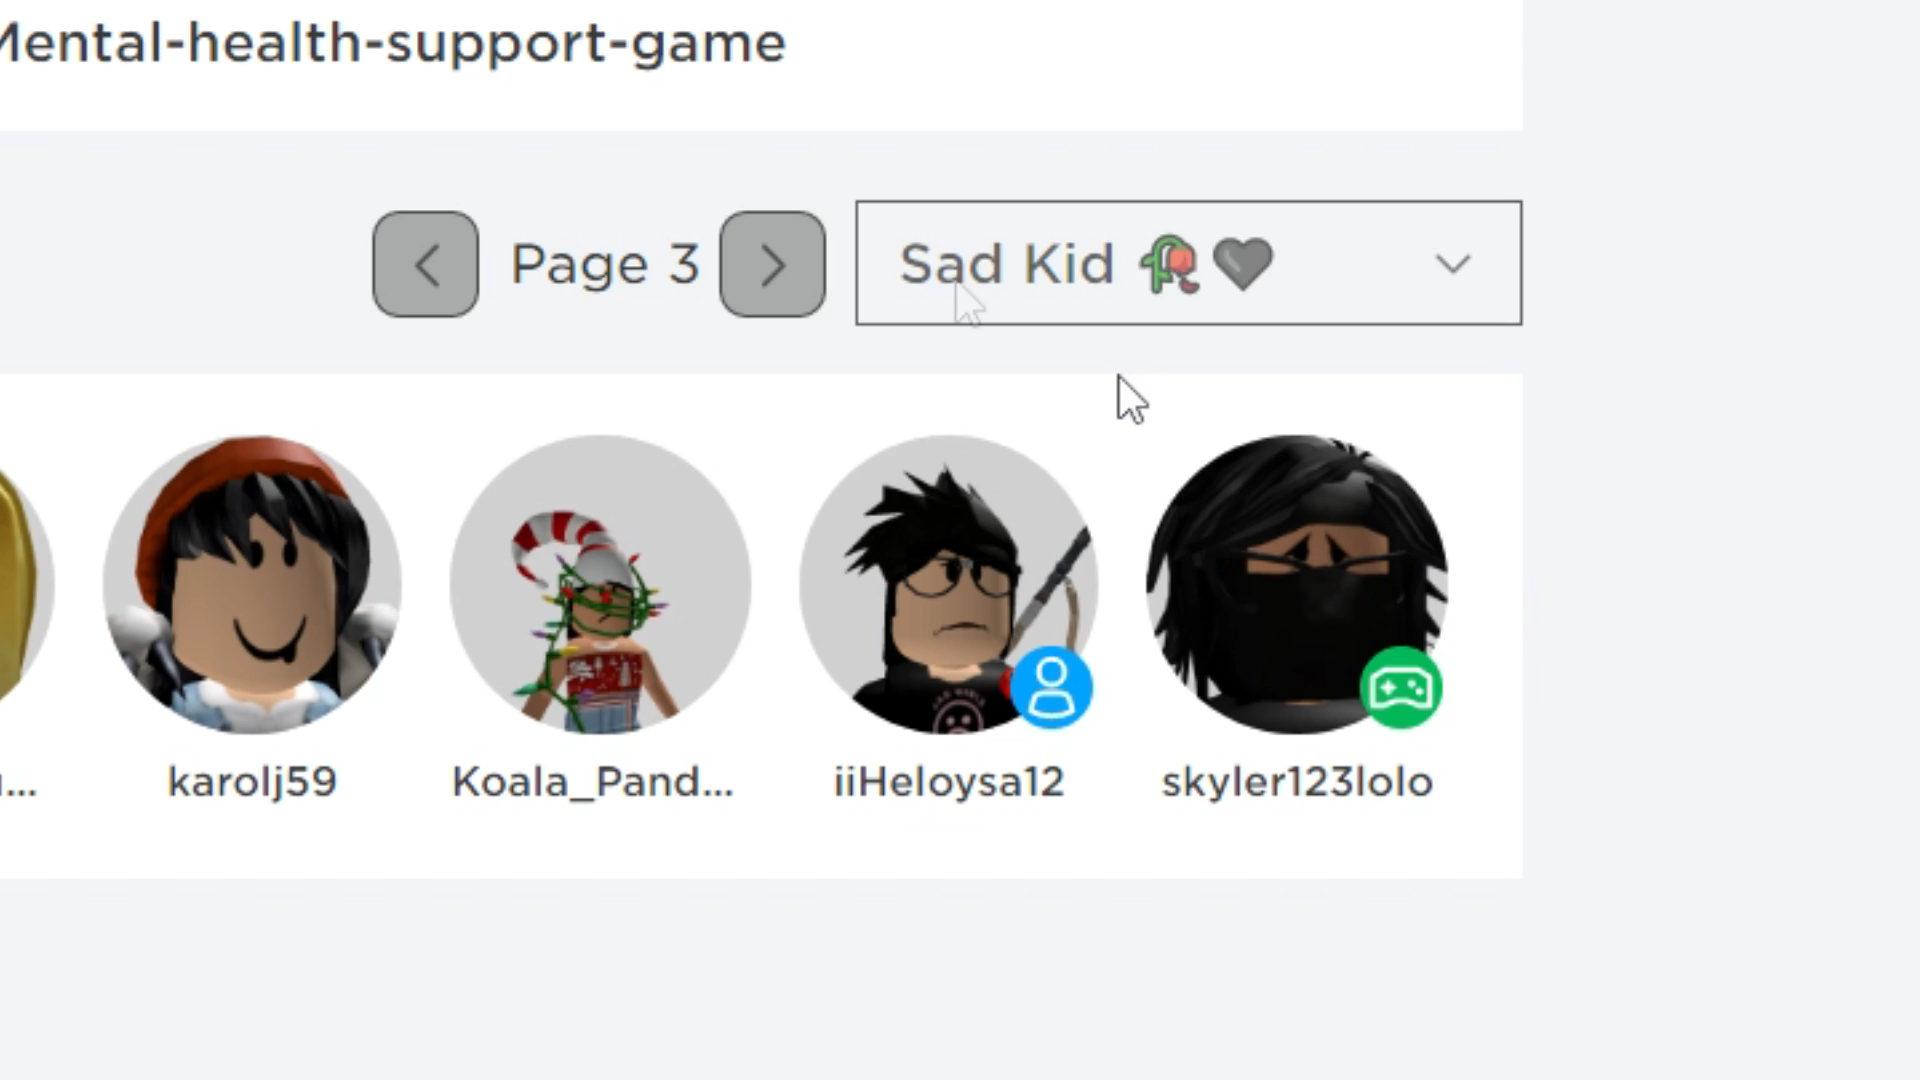 Mental-health-support-game
Page 3
Sad Kid 🥀🖤
karolj59
Koala_Pand...
iiHeloysa12
skyler123lolo